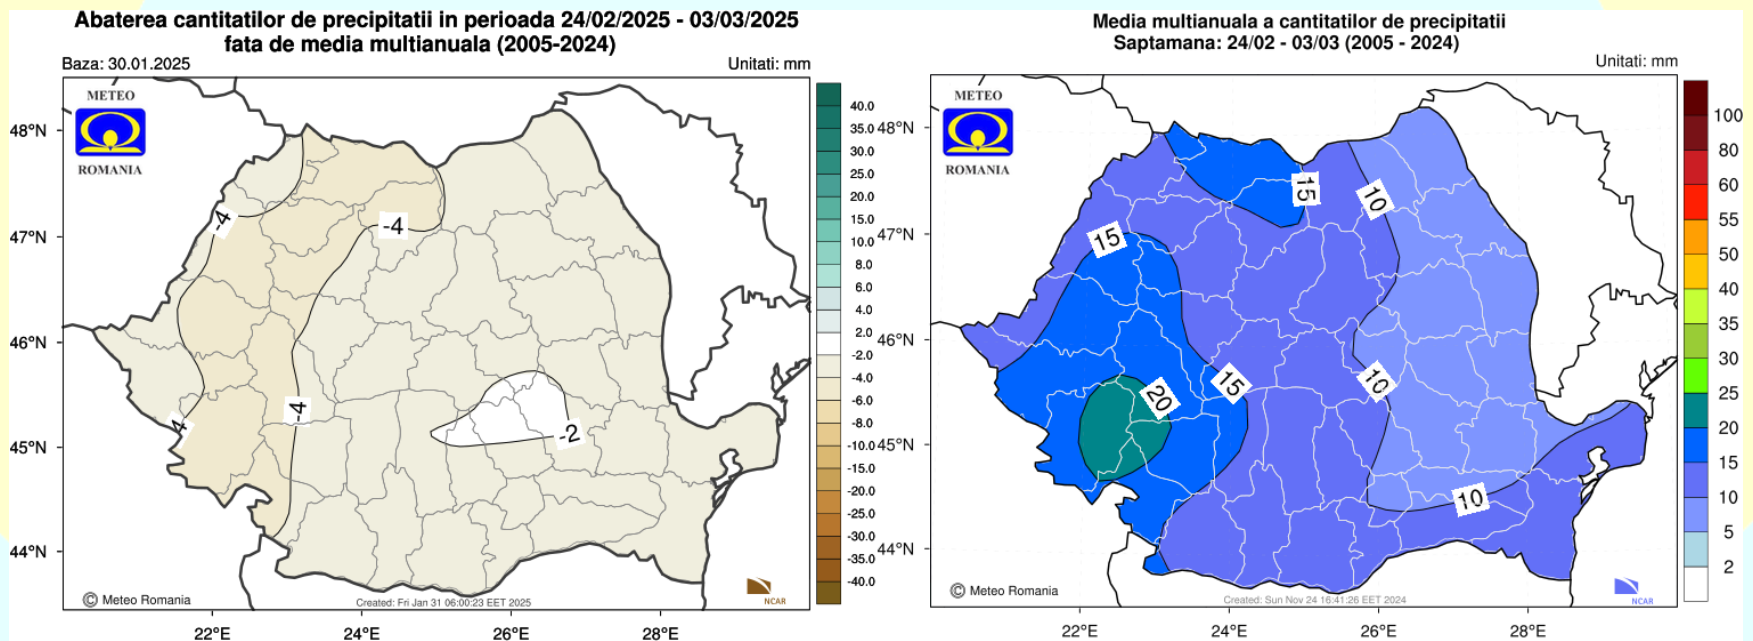 Abaterea cantitatilor de precipitatii in perioada 24/02/2025 - 03/03/2025
fata de media multianuala (2005-2024)
Baza: 30.01.2025
Unitati: mm
METEO
ROMANIA
48°N
47°N
46°N
45°N
44°N
-4
-4
-4
4
-2
40.0
35.0
30.0
25.0
20.0
15.0
10.0
8.0
6.0
4.0
2.0
-2.0
-4.0
-6.0
-8.0
-10.0
-15.0
-20.0
-25.0
-30.0
-35.0
-40.0
© Meteo Romania
Created: Fri Jan 31 06:00:23 EET 2025
NCAR
22°E
24°E
26°E
28°E
Media multianuala a cantitatilor de precipitatii
Saptamana: 24/02 - 03/03 (2005 - 2024)
Unitati: mm
METEO
ROMANIA
48°N
47°N
46°N
45°N
44°N
15
10
15
20
15
10
10
100
80
60
55
50
40
35
30
25
20
15
10
5
2
© Meteo Romania
Created: Sun Nov 24 16:41:26 EET 2024
NCAR
22°E
24°E
26°E
28°E